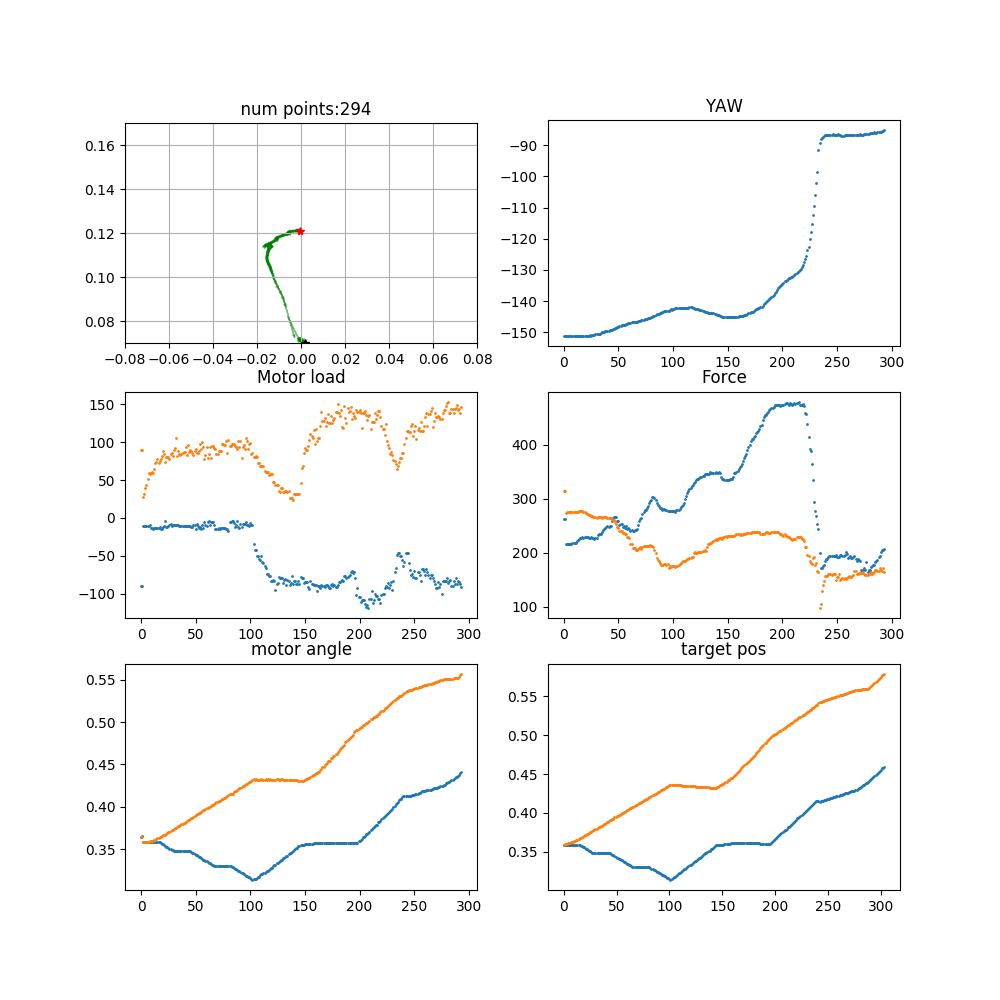 num points:294
YAW
0.16
0.14
0.12
0.10
0.08
−0.08 −0.06 −0.04 −0.02 0.00 0.02 0.04 0.06 0.08
−90
−100
−110
−120
−130
−140
−150
0 50 100 150 200 250 300
Motor load
Force
150
100
50
0
−50
−100
0 50 100 150 200 250 300
400
300
200
100
0 50 100 150 200 250 300
motor angle
target pos
0.55
0.50
0.45
0.40
0.35
0 50 100 150 200 250 300
0.55
0.50
0.45
0.40
0.35
0 50 100 150 200 250 300